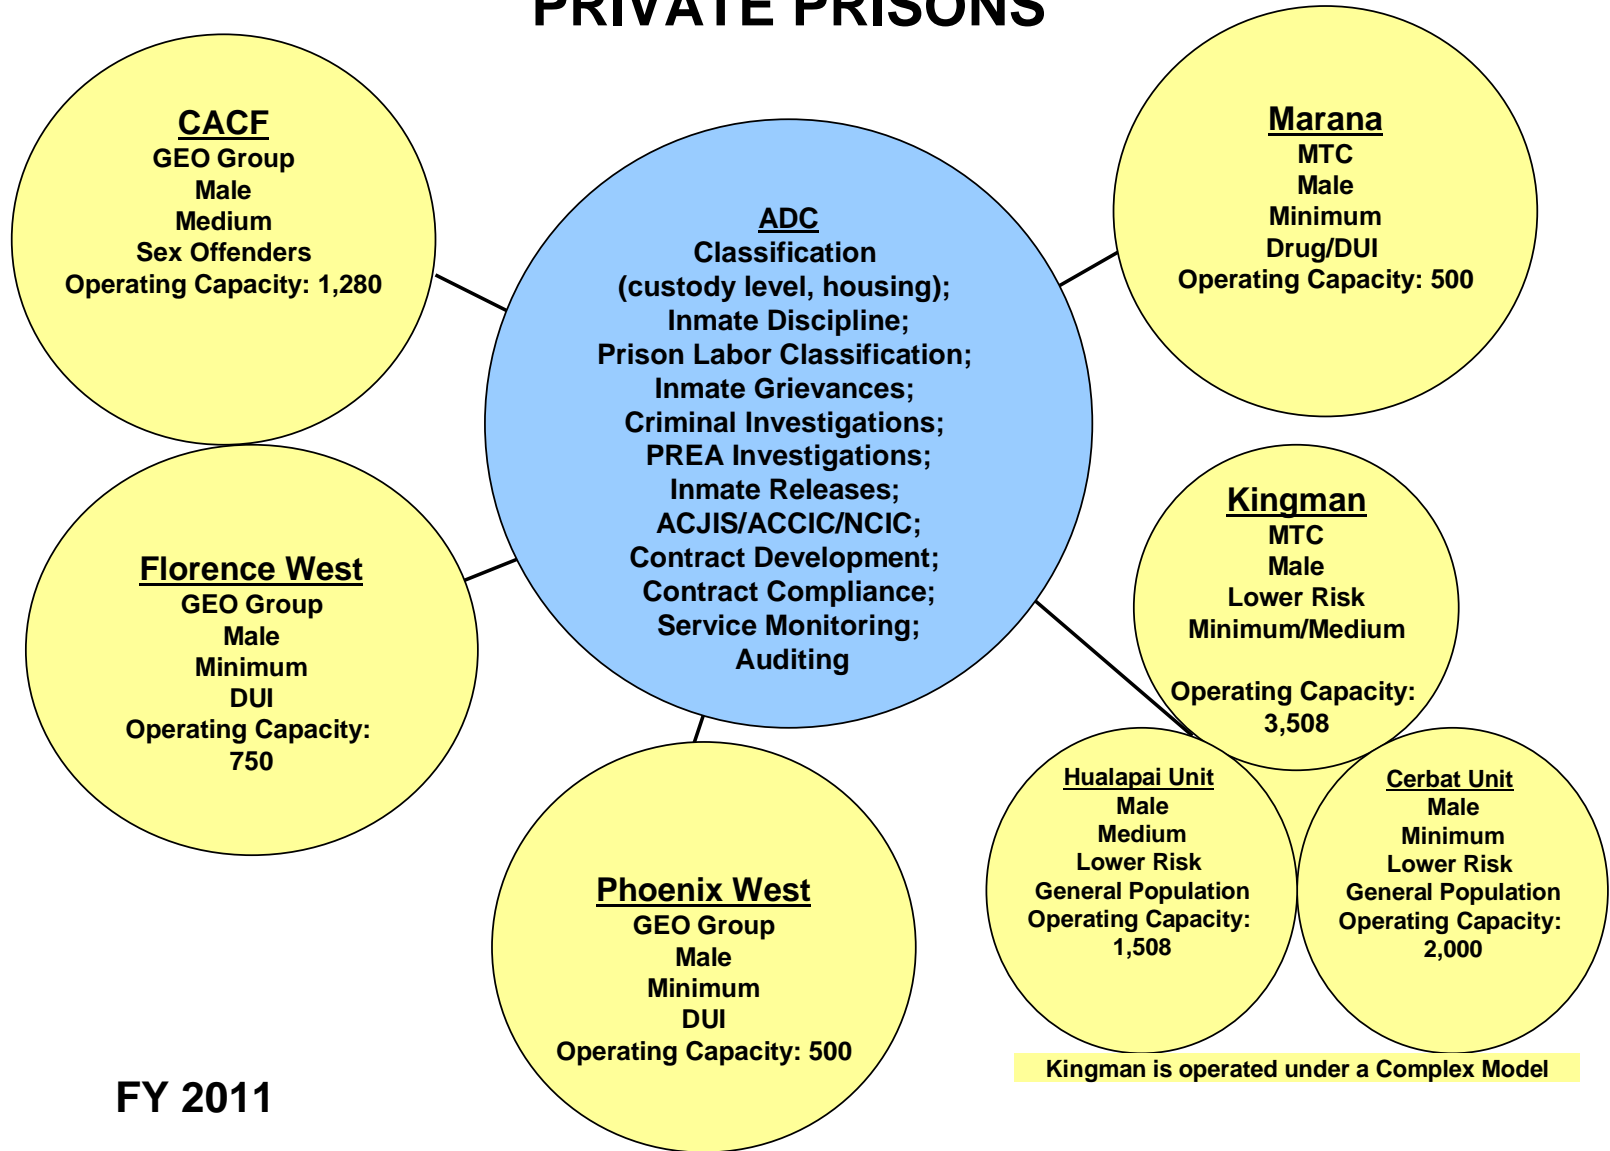 PRIVATE PRISONS
CACF
GEO Group
Male
Medium
Sex Offenders
Operating Capacity: 1,280
ADC
Classification
(custody level, housing);
Inmate Discipline;
Prison Labor Classification;
Inmate Grievances;
Criminal Investigations;
PREA Investigations;
Inmate Releases;
ACJIS/ACCIC/NCIC;
Contract Development;
Contract Compliance;
Service Monitoring;
Auditing
Marana
MTC
Male
Minimum
Drug/DUI
Operating Capacity: 500
Florence West
GEO Group
Male
Minimum
DUI
Operating Capacity:
750
Kingman
MTC
Male
Lower Risk
Minimum/Medium
Operating Capacity:
3,508
Hualapai Unit
Male
Medium
Lower Risk
General Population
Operating Capacity:
1,508
Cerbat Unit
Male
Minimum
Lower Risk
General Population
Operating Capacity:
2,000
Phoenix West
GEO Group
Male
Minimum
DUI
Operating Capacity: 500
Kingman is operated under a Complex Model
FY 2011